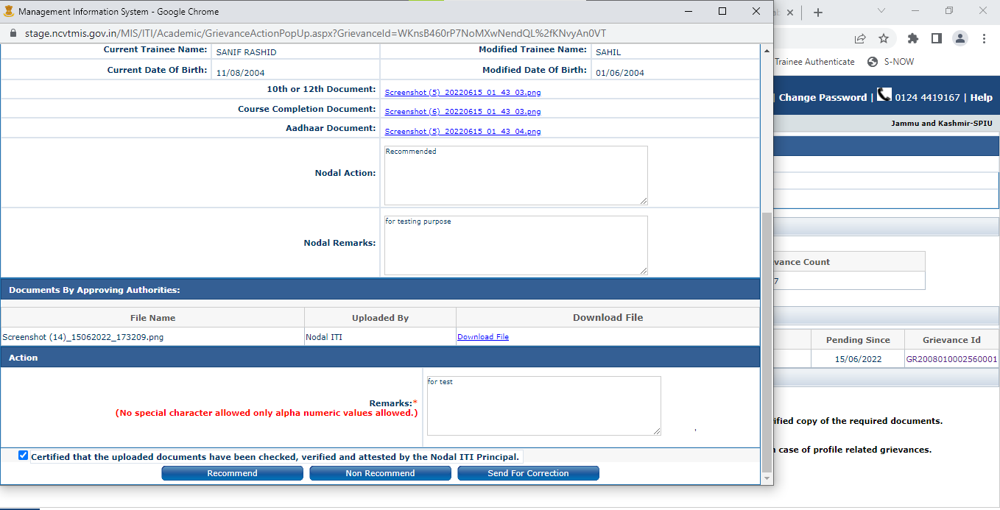 Management Information System - Google Chrome
stage.ncvtmis.gov.in/MIS/ITI/Academic/GrievanceActionPopUp.aspx?GrievanceId=WKnsB460rP7NoMXwNendQL%2fKNvyAn0VT
Current Trainee Name: SANIF RASHID Modified Trainee Name: SAHIL
Current Date Of Birth: 11/08/2004 Modified Date Of Birth: 01/06/2004
10th or 12th Document: Screenshot (5)_20220615_01_43_03.png
Course Completion Document: Screenshot (6)_20220615_01_43_03.png
Aadhaar Document: Screenshot (5)_20220615_01_43_04.png
Nodal Action: Recommended
Nodal Remarks: for testing purpose
Documents By Approving Authorities:
File Name Uploaded By Download File
Screenshot (14)_15062022_173209.png Nodal ITI Download File
Action
Remarks:* for test
(No special character allowed only alpha numeric values allowed.)
Certified that the uploaded documents have been checked, verified and attested by the Nodal ITI Principal.
Recommend Non Recommend Send For Correction
Trainee Authenticate S-NOW
| Change Password | 0124 4419167 | Help
Jammu and Kashmir-SPIU
vance Count
7
Pending Since Grievance Id
15/06/2022 GR2008010002560001
ified copy of the required documents.
case of profile related grievances.